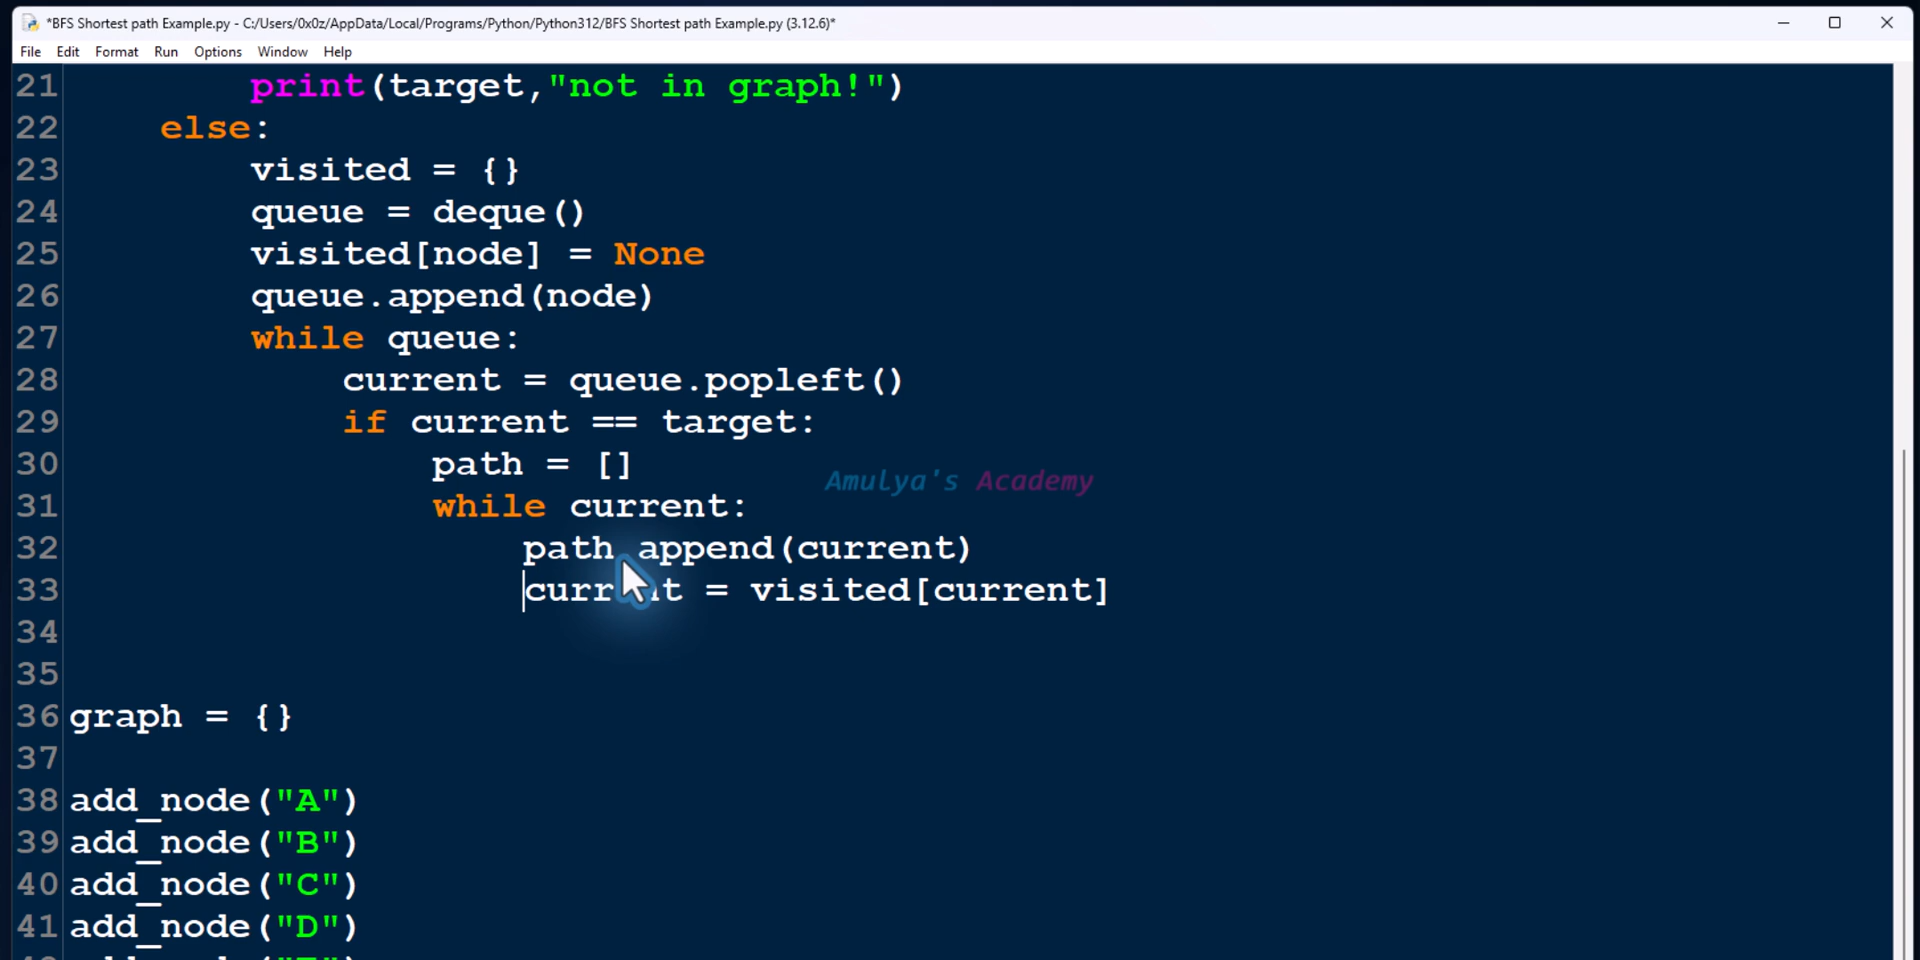 *BFS Shortest path Example.py - C:/Users/0x0z/AppData/Local/Programs/Python/Python312/BFS Shortest path Example.py (3.12.6)*
File Edit Format Run Options Window Help
21 print(target,"not in graph!")
22 else:
23 visited = {}
24 queue = deque()
25 visited[node] = None
26 queue.append(node)
27 while queue:
28 current = queue.popleft()
29 if current == target:
30 path = []
Amulya's Academy
31 while current:
32 path append(current)
33 current = visited[current]
34
35
36 graph = {}
37
38 add_node("A")
39 add_node("B")
40 add_node("C")
41 add_node("D")